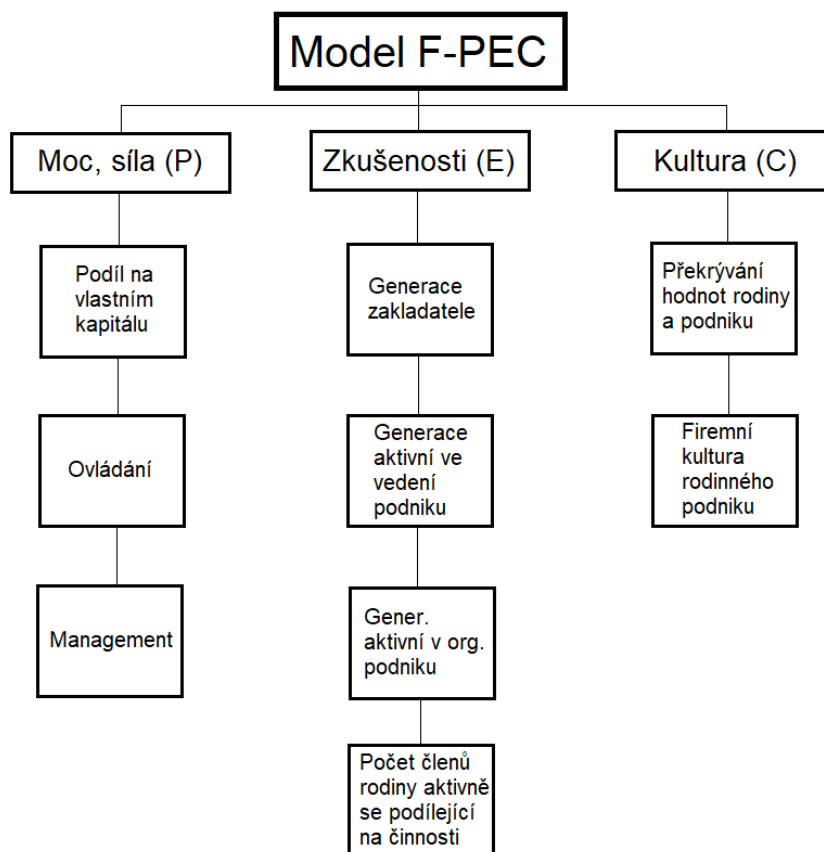 Model F-PEC
Moc, síla (P)
Zkušenosti (E)
Kultura (C)
Podíl na
vlastním
kapitálu
Generace
zakladatele
Překrývání
hodnot rodiny
a podniku
Ovládání
Generace
aktivní ve
vedení
podniku
Firemní
kultura
rodinného
podniku
Management
Gener.
aktivní v org.
podniku
Počet členů
rodiny aktivně
se podílející
na činnosti